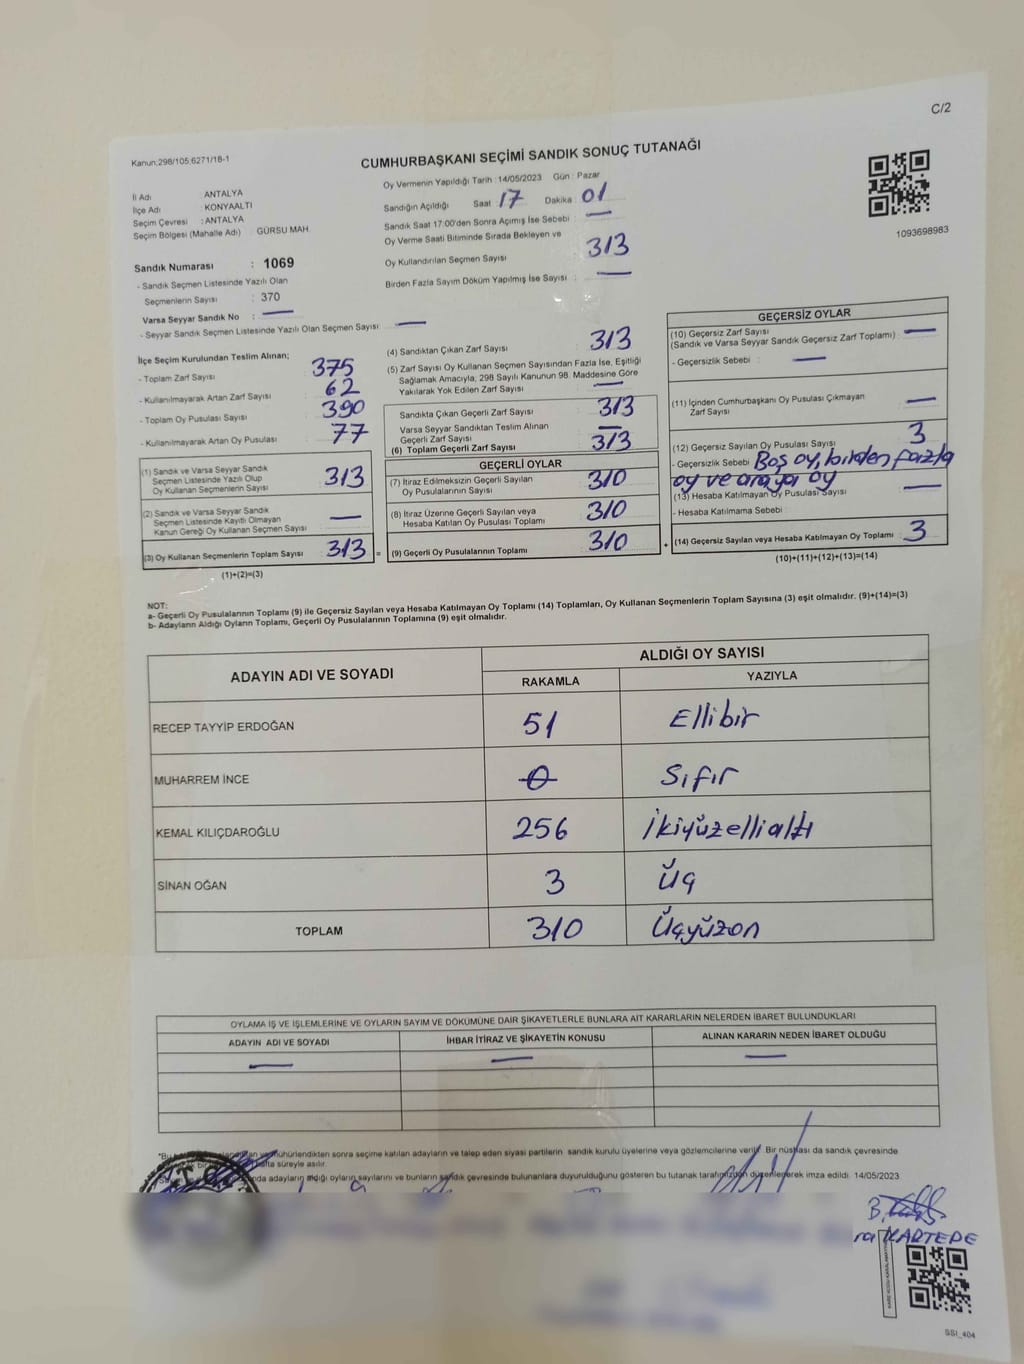 C/2
Kanun;298/105;6271/18-1
CUMHURBAŞKANI SEÇİMİ SANDIK SONUÇ TUTANAĞI
İl Adı : ANTALYA
İlçe Adı : KONYAALTI
Seçim Çevresi : ANTALYA
Seçim Bölgesi (Mahalle Adı) : GÜRSU MAH.
Sandık Numarası : 1069
- Sandık Seçmen Listesinde Yazılı Olan
Seçmenlerin Sayısı : 370
Varsa Seyyar Sandık No : —
- Seyyar Sandık Seçmen Listesinde Yazılı Olan Seçmen Sayısı : —
Oy Vermenin Yapıldığı Tarih : 14/05/2023 Gün : Pazar
Sandığın Açıldığı Saat 17 Dakika : 01
Sandık Saat 17:00'den Sonra Açımış İse Sebebi : —
Oy Verme Saati Bitiminde Sırada Bekleyen ve
Oy Kullandırılan Seçmen Sayısı : 313
Birden Fazla Sayım Döküm Yapılmış İse Sayısı : —
1093698983
İlçe Seçim Kurulundan Teslim Alınan;
- Toplam Zarf Sayısı : 375
- Kullanılmayarak Artan Zarf Sayısı : 62
- Toplam Oy Pusulası Sayısı : 390
- Kullanılmayarak Artan Oy Pusulası : 77
(1) Sandık ve Varsa Seyyar Sandık
Seçmen Listesinde Yazılı Olup
Oy Kullanan Seçmenlerin Sayısı : 313
(2) Sandık ve Varsa Seyyar Sandık
Seçmen Listesinde Kayıtlı Olmayan
Kanun Gereği Oy Kullanan Seçmen Sayısı : —
(3) Oy Kullanan Seçmenlerin Toplam Sayısı : 313 =
(1)+(2)=(3)
(4) Sandıktan Çıkan Zarf Sayısı : 313
(5) Zarf Sayısı Oy Kullanan Seçmen Sayısından Fazla İse, Eşitliği
Sağlamak Amacıyla, 298 Sayılı Kanunun 98. Maddesine Göre
Yakılarak Yok Edilen Zarf Sayısı : —
Sandıkta Çıkan Geçerli Zarf Sayısı : 313
Varsa Seyyar Sandıktan Teslim Alınan
Geçerli Zarf Sayısı : —
(6) Toplam Geçerli Zarf Sayısı : 313
GEÇERLİ OYLAR
(7) İtiraz Edilmeksizin Geçerli Sayılan
Oy Pusulalarının Sayısı : 310
(8) İtiraz Üzerine Geçerli Sayılan veya
Hesaba Katılan Oy Pusulası Toplamı : 310
(9) Geçerli Oy Pusulalarının Toplamı : 310 +
GEÇERSİZ OYLAR
(10) Geçersiz Zarf Sayısı
(Sandık ve Varsa Seyyar Sandık Geçersiz Zarf Toplamı) : —
- Geçersizlik Sebebi : —
(11) İçinden Cumhurbaşkanı Oy Pusulası Çıkmayan
Zarf Sayısı : —
(12) Geçersiz Sayılan Oy Pusulası Sayısı : 3
- Geçersizlik Sebebi Boş oy, birden fazla
oy ve araya oy
(13) Hesaba Katılmayan Oy Pusulası Sayısı : —
- Hesaba Katılmama Sebebi :
(14) Geçersiz Sayılan veya Hesaba Katılmayan Oy Toplamı : 3
(10)+(11)+(12)+(13)=(14)
NOT:
a- Geçerli Oy Pusulalarının Toplamı (9) ile Geçersiz Sayılan veya Hesaba Katılmayan Oy Toplamı (14) Toplamları, Oy Kullanan Seçmenlerin Toplam Sayısına (3) eşit olmalıdır. (9)+(14)=(3)
b- Adayların Aldığı Oyların Toplamı, Geçerli Oy Pusulalarının Toplamına (9) eşit olmalıdır.
ADAYIN ADI VE SOYADI ALDIĞI OY SAYISI
RAKAMLA YAZIYLA
RECEP TAYYİP ERDOĞAN 51 Ellibir
MUHARREM İNCE 0 Sıfır
KEMAL KILIÇDAROĞLU 256 İkiyüzellialtı
SİNAN OĞAN 3 Üç
TOPLAM 310 Üçyüzon
OYLAMA İŞ VE İŞLEMLERİNE VE OYLARIN SAYIM VE DÖKÜMÜNE DAİR ŞİKAYETLERLE BUNLARA AİT KARARLARIN NELERDEN İBARET BULUNDUKLARI
ADAYIN ADI VE SOYADI İHBAR İTİRAZ VE ŞİKAYETİN KONUSU ALINAN KARARIN NEDEN İBARET OLDUĞU
— — —
mühürlendikten sonra seçime katılan adayların ve talep eden siyasi partilerin sandık kurulu üyelerine veya gözlemcilerine verilir. Bir nüshası da sandık çevresinde
hafta süreyle asılır.
adayların aldığı oyların sayılarını ve bunların sandık çevresinde bulunanlara duyurulduğunu gösteren bu tutanak tarafımızdan düzenlenerek imza edildi. 14/05/2023
T.C.
KARTEPE
SSI_404